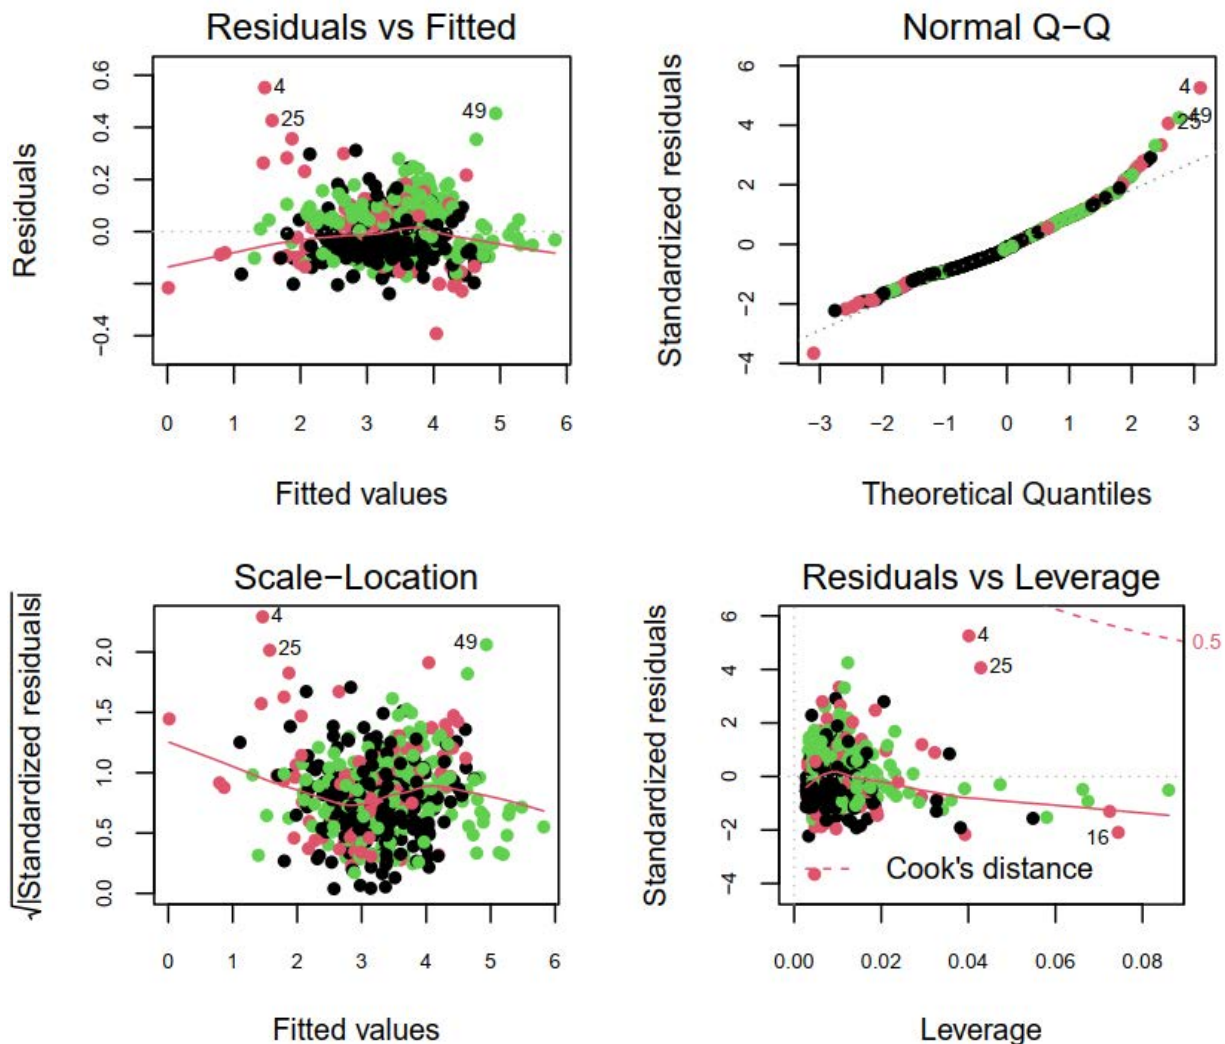 Residuals vs Fitted
Residuals
0.6
0.4
0.2
0.0
−0.4
4
25
49
0 1 2 3 4 5 6
Fitted values
Normal Q−Q
Standardized residuals
6
4
2
0
−2
−4
4
49
25
−3 −2 −1 0 1 2 3
Theoretical Quantiles
Scale−Location
√|Standardized residuals|
2.0
1.5
1.0
0.5
0.0
4
25
49
0 1 2 3 4 5 6
Fitted values
Residuals vs Leverage
Standardized residuals
6
4
2
0
−2
−4
4
25
0.5
16
Cook's distance
0.00 0.02 0.04 0.06 0.08
Leverage